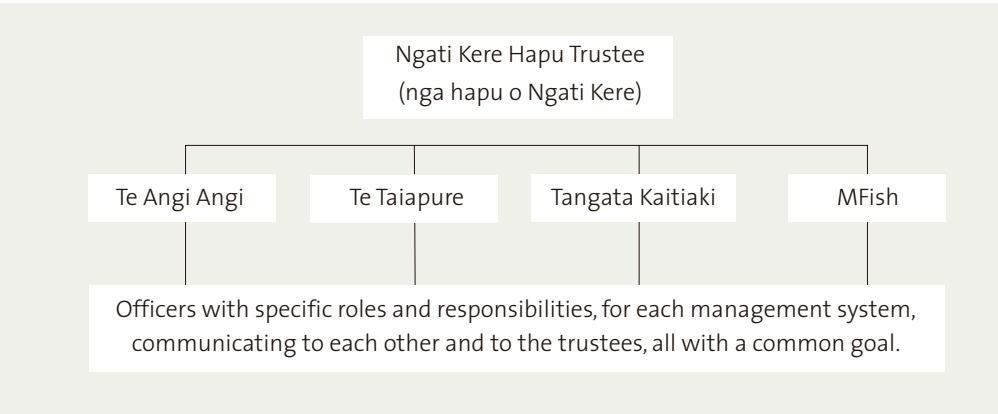 Ngati Kere Hapu Trustee
(nga hapu o Ngati Kere)
Te Angi Angi
Te Taiapure
Tangata Kaitiaki
MFish
Officers with specific roles and responsibilities, for each management system,
communicating to each other and to the trustees, all with a common goal.